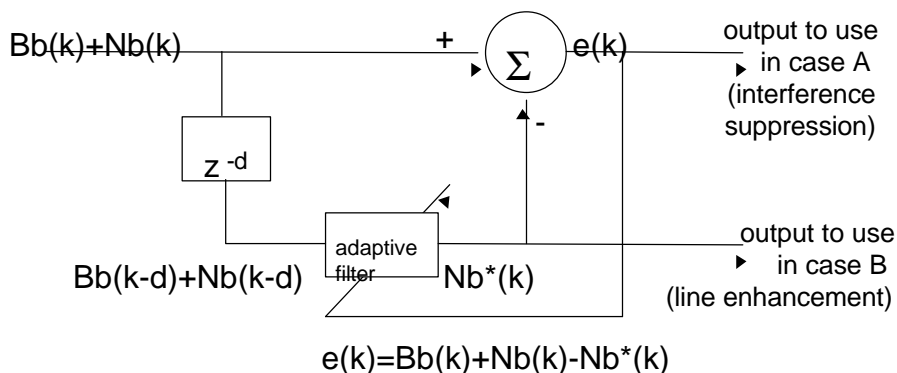 Bb(k)+Nb(k)
+
Σ
e(k)
output to use
in case A
(interference
suppression)
z -d
-
adaptive
filter
Bb(k-d)+Nb(k-d)
Nb*(k)
output to use
in case B
(line enhancement)
e(k)=Bb(k)+Nb(k)-Nb*(k)